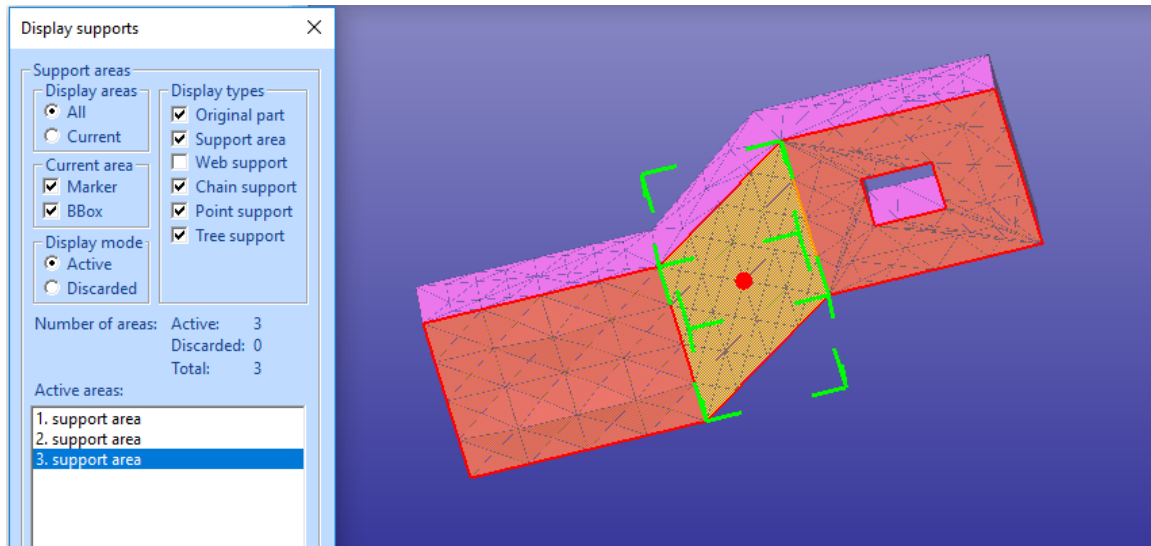 Display supports
Support areas
Display areas
All
Current
Display types
Original part
Support area
Web support
Chain support
Point support
Tree support
Current area
Marker
BBox
Display mode
Active
Discarded
Number of areas: Active: 3
Discarded: 0
Total: 3
Active areas:
1. support area
2. support area
3. support area